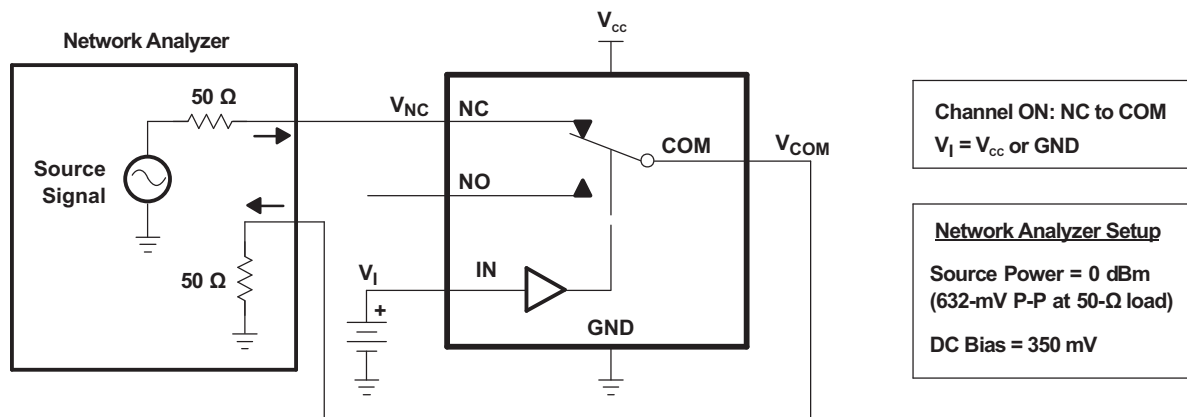 Network Analyzer
50 Ω
Source
Signal
50 Ω
V_NC
NC
NO
V_I
+
IN
V_cc
COM
GND
V_COM
Channel ON: NC to COM
V_I = V_cc or GND
Network Analyzer Setup
Source Power = 0 dBm
(632-mV P-P at 50-Ω load)
DC Bias = 350 mV